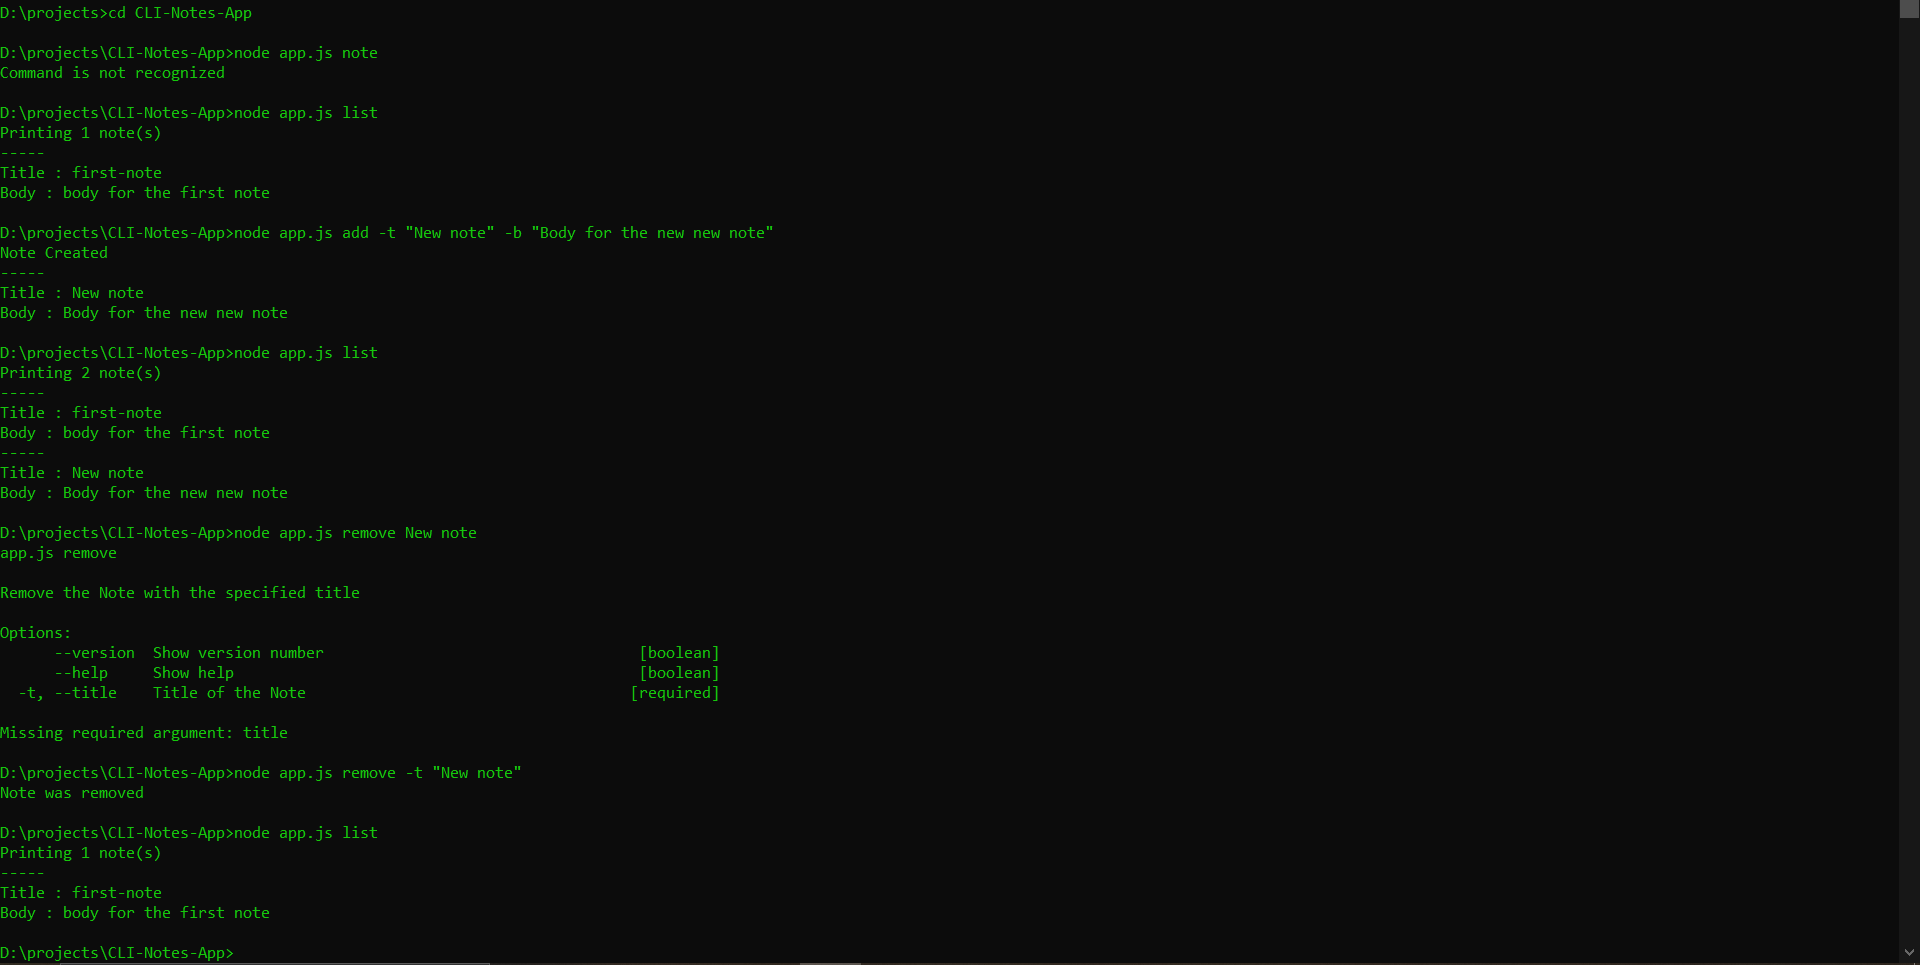 D:\projects>cd CLI-Notes-App
D:\projects\CLI-Notes-App>node app.js note
Command is not recognized
D:\projects\CLI-Notes-App>node app.js list
Printing 1 note(s)
-----
Title : first-note
Body : body for the first note
D:\projects\CLI-Notes-App>node app.js add -t "New note" -b "Body for the new new note"
Note Created
-----
Title : New note
Body : Body for the new new note
D:\projects\CLI-Notes-App>node app.js list
Printing 2 note(s)
-----
Title : first-note
Body : body for the first note
-----
Title : New note
Body : Body for the new new note
D:\projects\CLI-Notes-App>node app.js remove New note
app.js remove
Remove the Note with the specified title
Options:
      --version  Show version number                                   [boolean]
      --help     Show help                                             [boolean]
  -t, --title    Title of the Note                                    [required]
Missing required argument: title
D:\projects\CLI-Notes-App>node app.js remove -t "New note"
Note was removed
D:\projects\CLI-Notes-App>node app.js list
Printing 1 note(s)
-----
Title : first-note
Body : body for the first note
D:\projects\CLI-Notes-App>